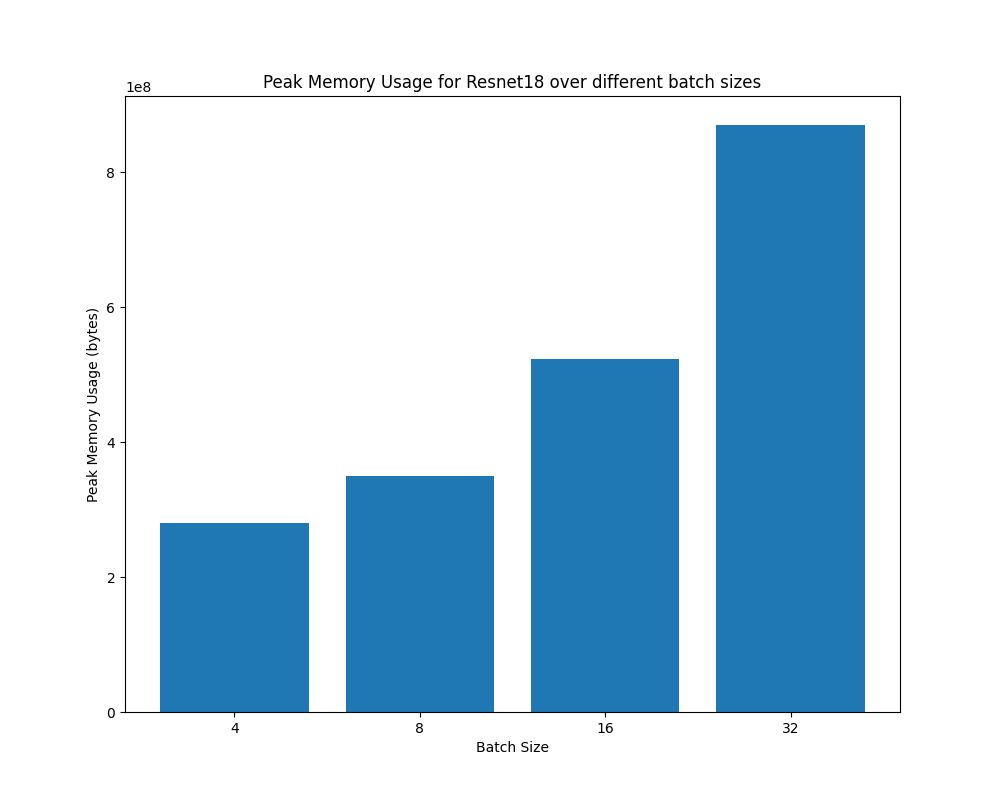 Peak Memory Usage for Resnet18 over different batch sizes
1e8
8
6
4
2
0
Peak Memory Usage (bytes)
4 8 16 32
Batch Size